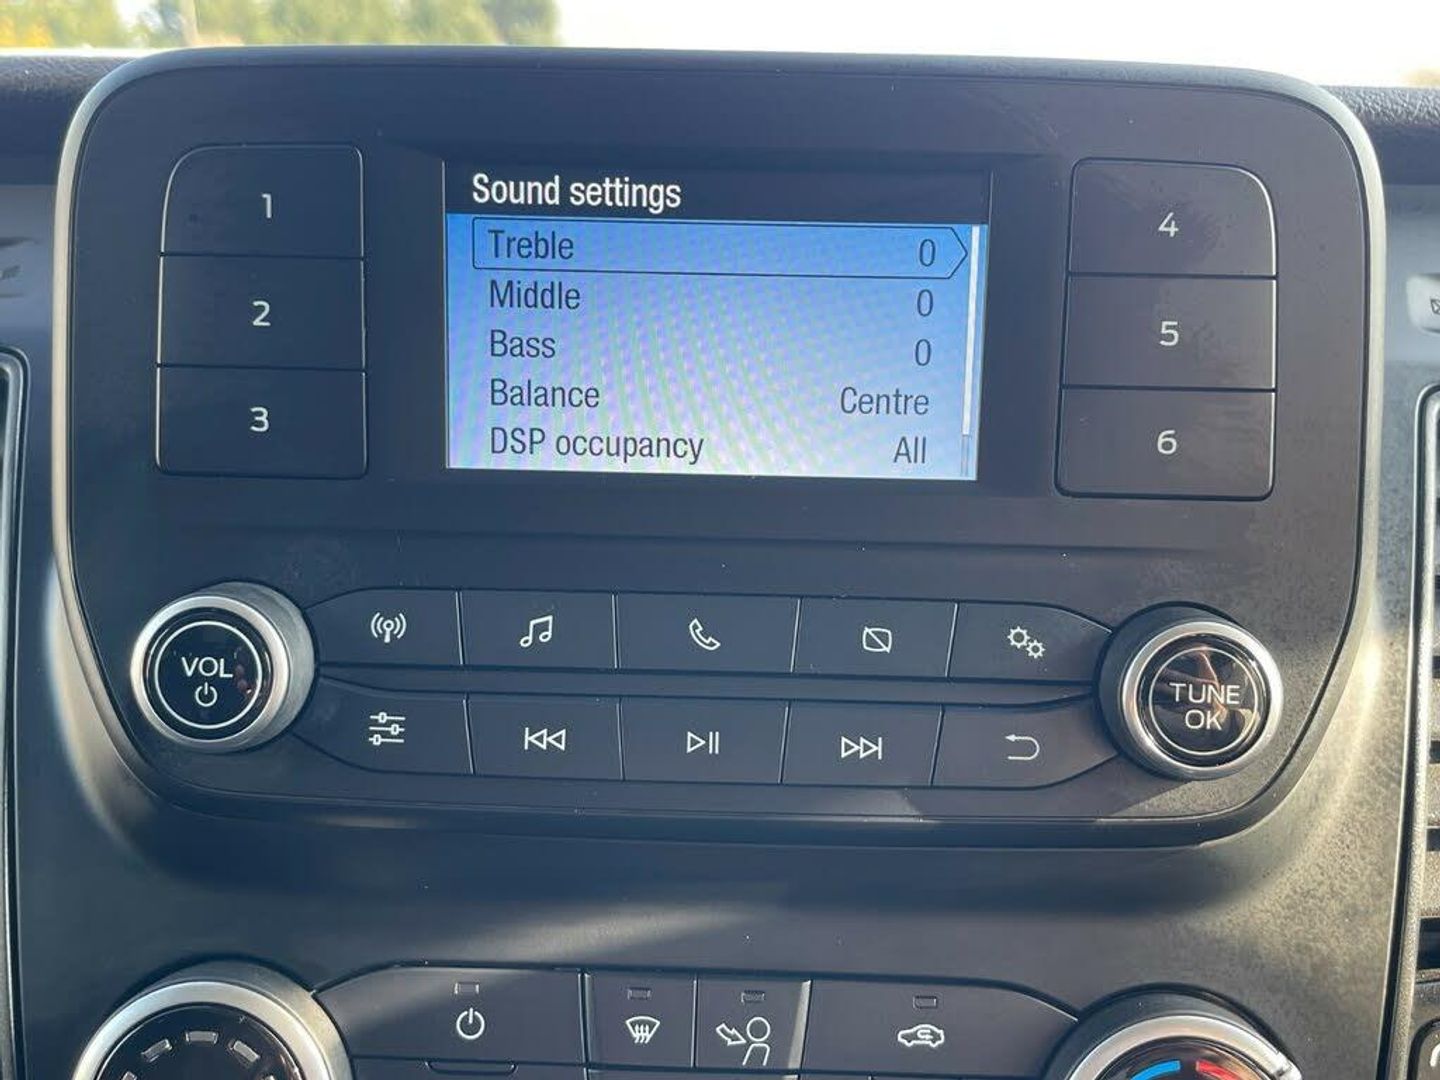 Sound settings
Treble 0
Middle 0
Bass 0
Balance Centre
DSP occupancy All
1
2
3
4
5
6
VOL
TUNE
OK